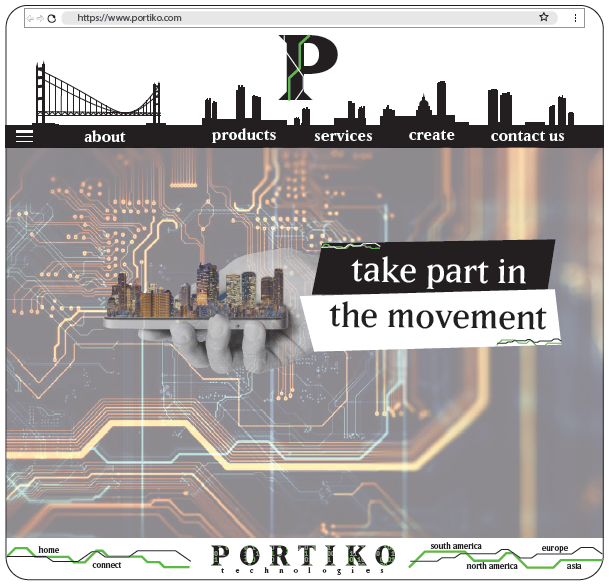 https://www.portiko.com
P
about products services create contact us
take part in
the movement
home
connect
PORTIKO
technologies
south america
north america
europe
asia